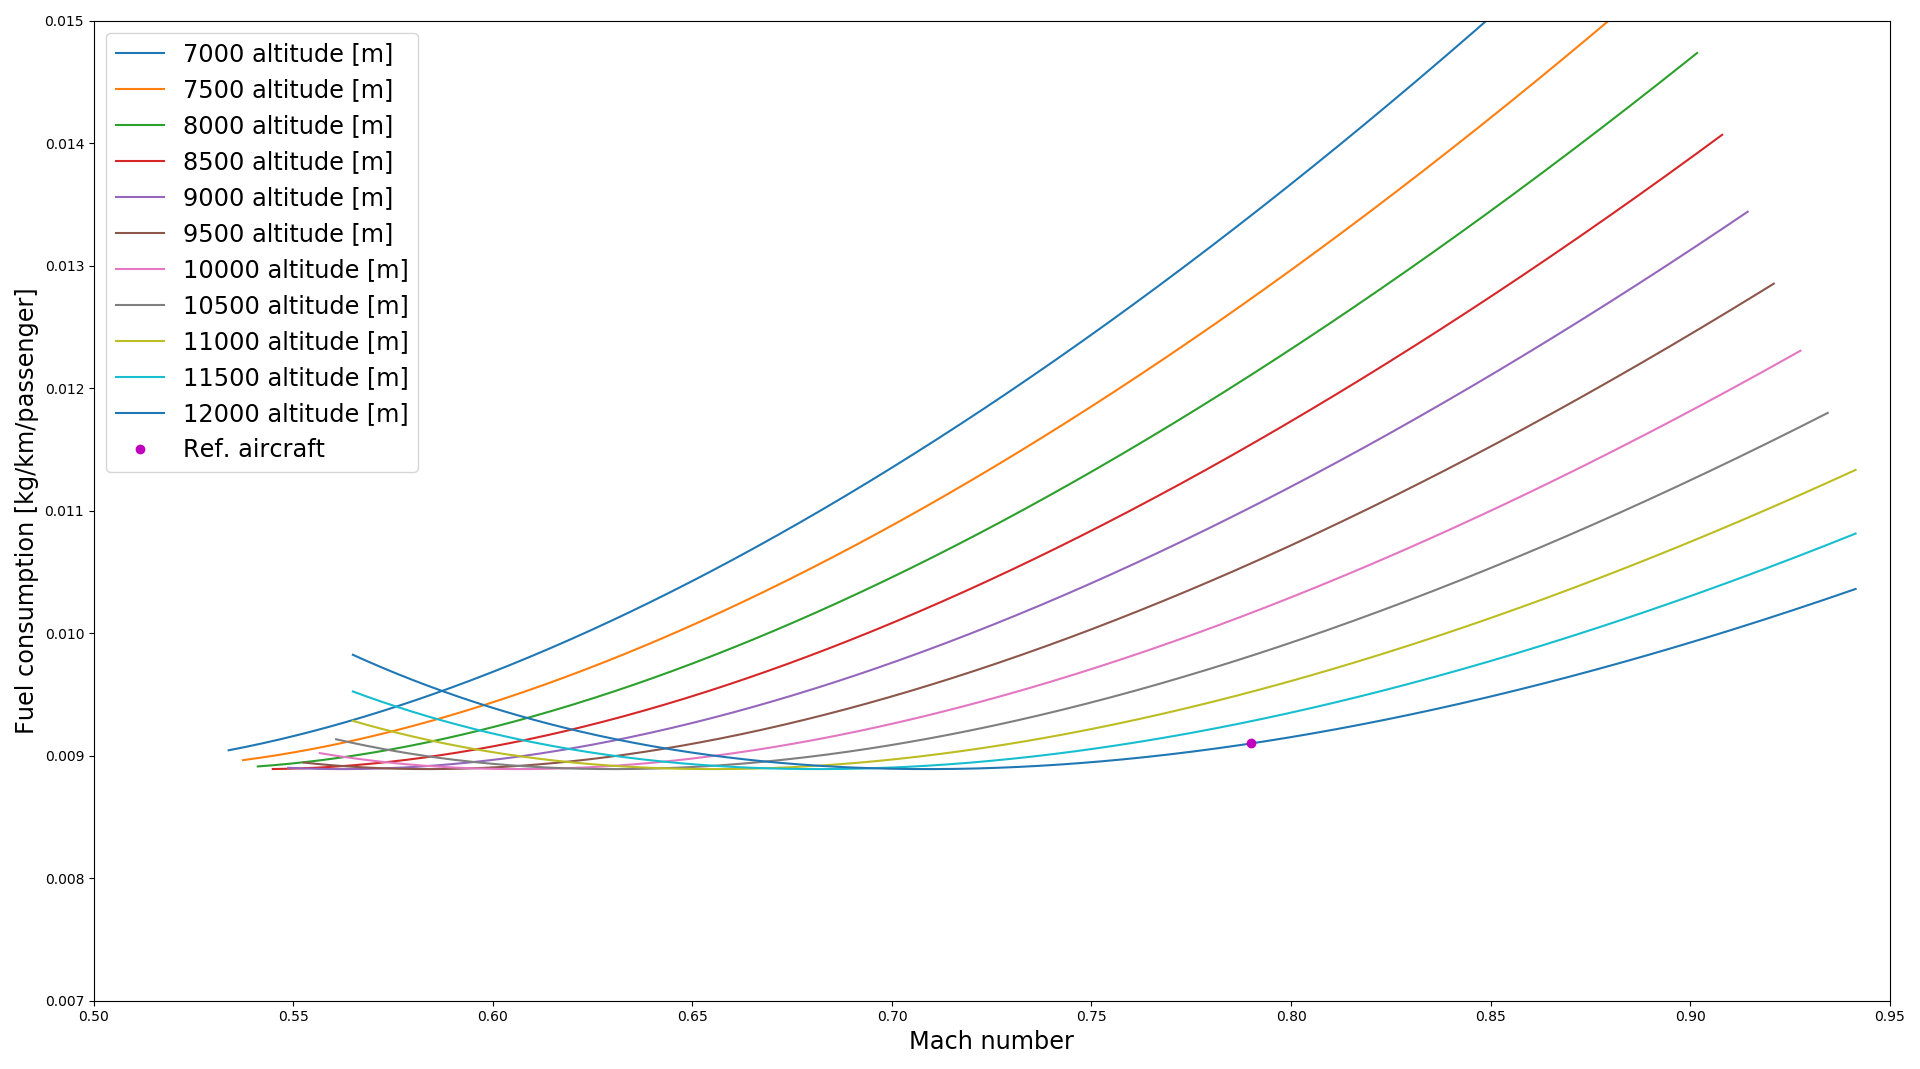 0.015
0.014
0.013
0.012
0.011
0.010
0.009
0.008
0.007
Fuel consumption [kg/km/passenger]
7000 altitude [m]
7500 altitude [m]
8000 altitude [m]
8500 altitude [m]
9000 altitude [m]
9500 altitude [m]
10000 altitude [m]
10500 altitude [m]
11000 altitude [m]
11500 altitude [m]
12000 altitude [m]
Ref. aircraft
0.50 0.55 0.60 0.65 0.70 0.75 0.80 0.85 0.90 0.95
Mach number